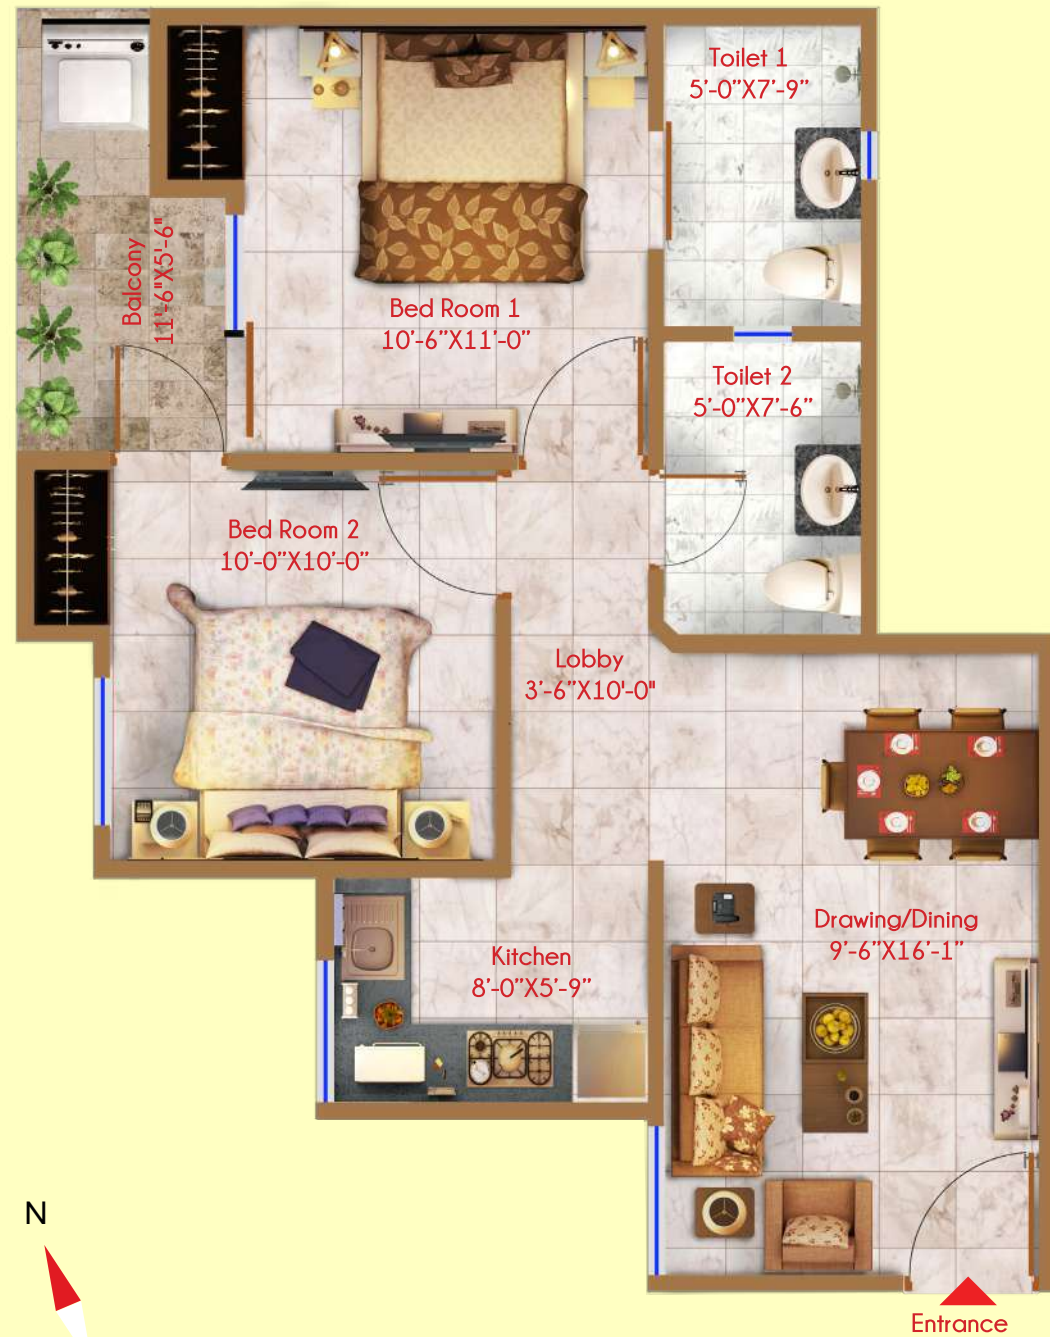 Toilet 1
5'-0"X7'-9"
Balcony
11'-6"X5'-6"
Bed Room 1
10'-6"X11'-0"
Toilet 2
5'-0"X7'-6"
Bed Room 2
10'-0"X10'-0"
Lobby
3'-6"X10'-0"
Drawing/Dining
9'-6"X16'-1"
Kitchen
8'-0"X5'-9"
N
Entrance